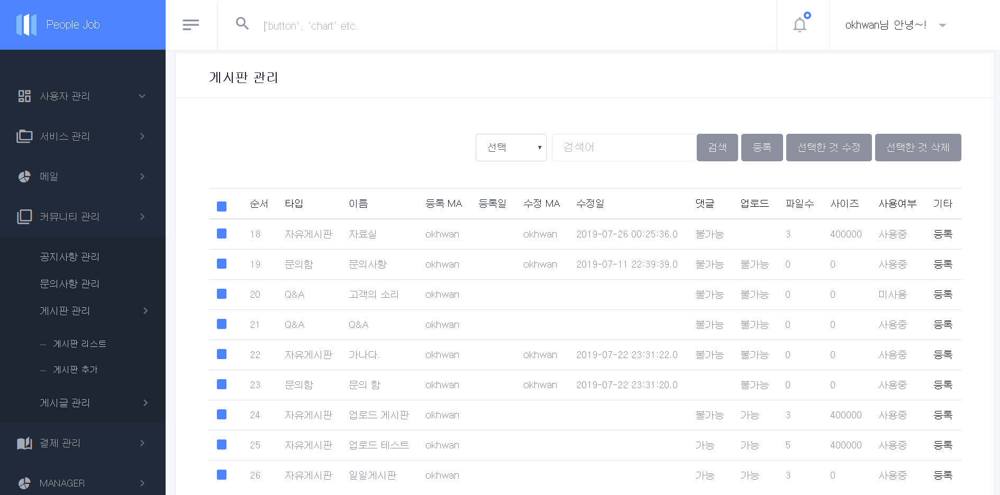 People Job
'button', 'chart' etc.
okhwan님 안녕~!
사용자 관리
서비스 관리
메일
커뮤니티 관리
공지사항 관리
문의사항 관리
게시판 관리
게시판 리스트
게시판 추가
게시글 관리
결제 관리
MANAGER
게시판 관리
선택 검색어 검색 등록 선택한 것 수정 선택한 것 삭제
순서 타입 이름 등록 MA 등록일 수정 MA 수정일 댓글 업로드 파일수 사이즈 사용여부 기타
18 자유게시판 자료실 okhwan okhwan 2019-07-26 00:25:36.0 불가능 3 400000 사용중 등록
19 문의함 문의사항 okhwan okhwan 2019-07-11 22:39:39.0 불가능 불가능 0 0 사용중 등록
20 Q&A 고객의 소리 okhwan 불가능 불가능 0 0 미사용 등록
21 Q&A Q&A okhwan 불가능 불가능 0 0 사용중 등록
22 자유게시판 가나다. okhwan okhwan 2019-07-22 23:31:22.0 불가능 불가능 0 0 사용중 등록
23 문의함 문의 함 okhwan okhwan 2019-07-22 23:31:20.0 불가능 0 0 사용중 등록
24 자유게시판 업로드 게시판 okhwan 불가능 가능 3 400000 사용중 등록
25 자유게시판 업로드 테스트 okhwan 가능 가능 5 400000 사용중 등록
26 자유게시판 일일게시판 okhwan 가능 가능 3 0 사용중 등록